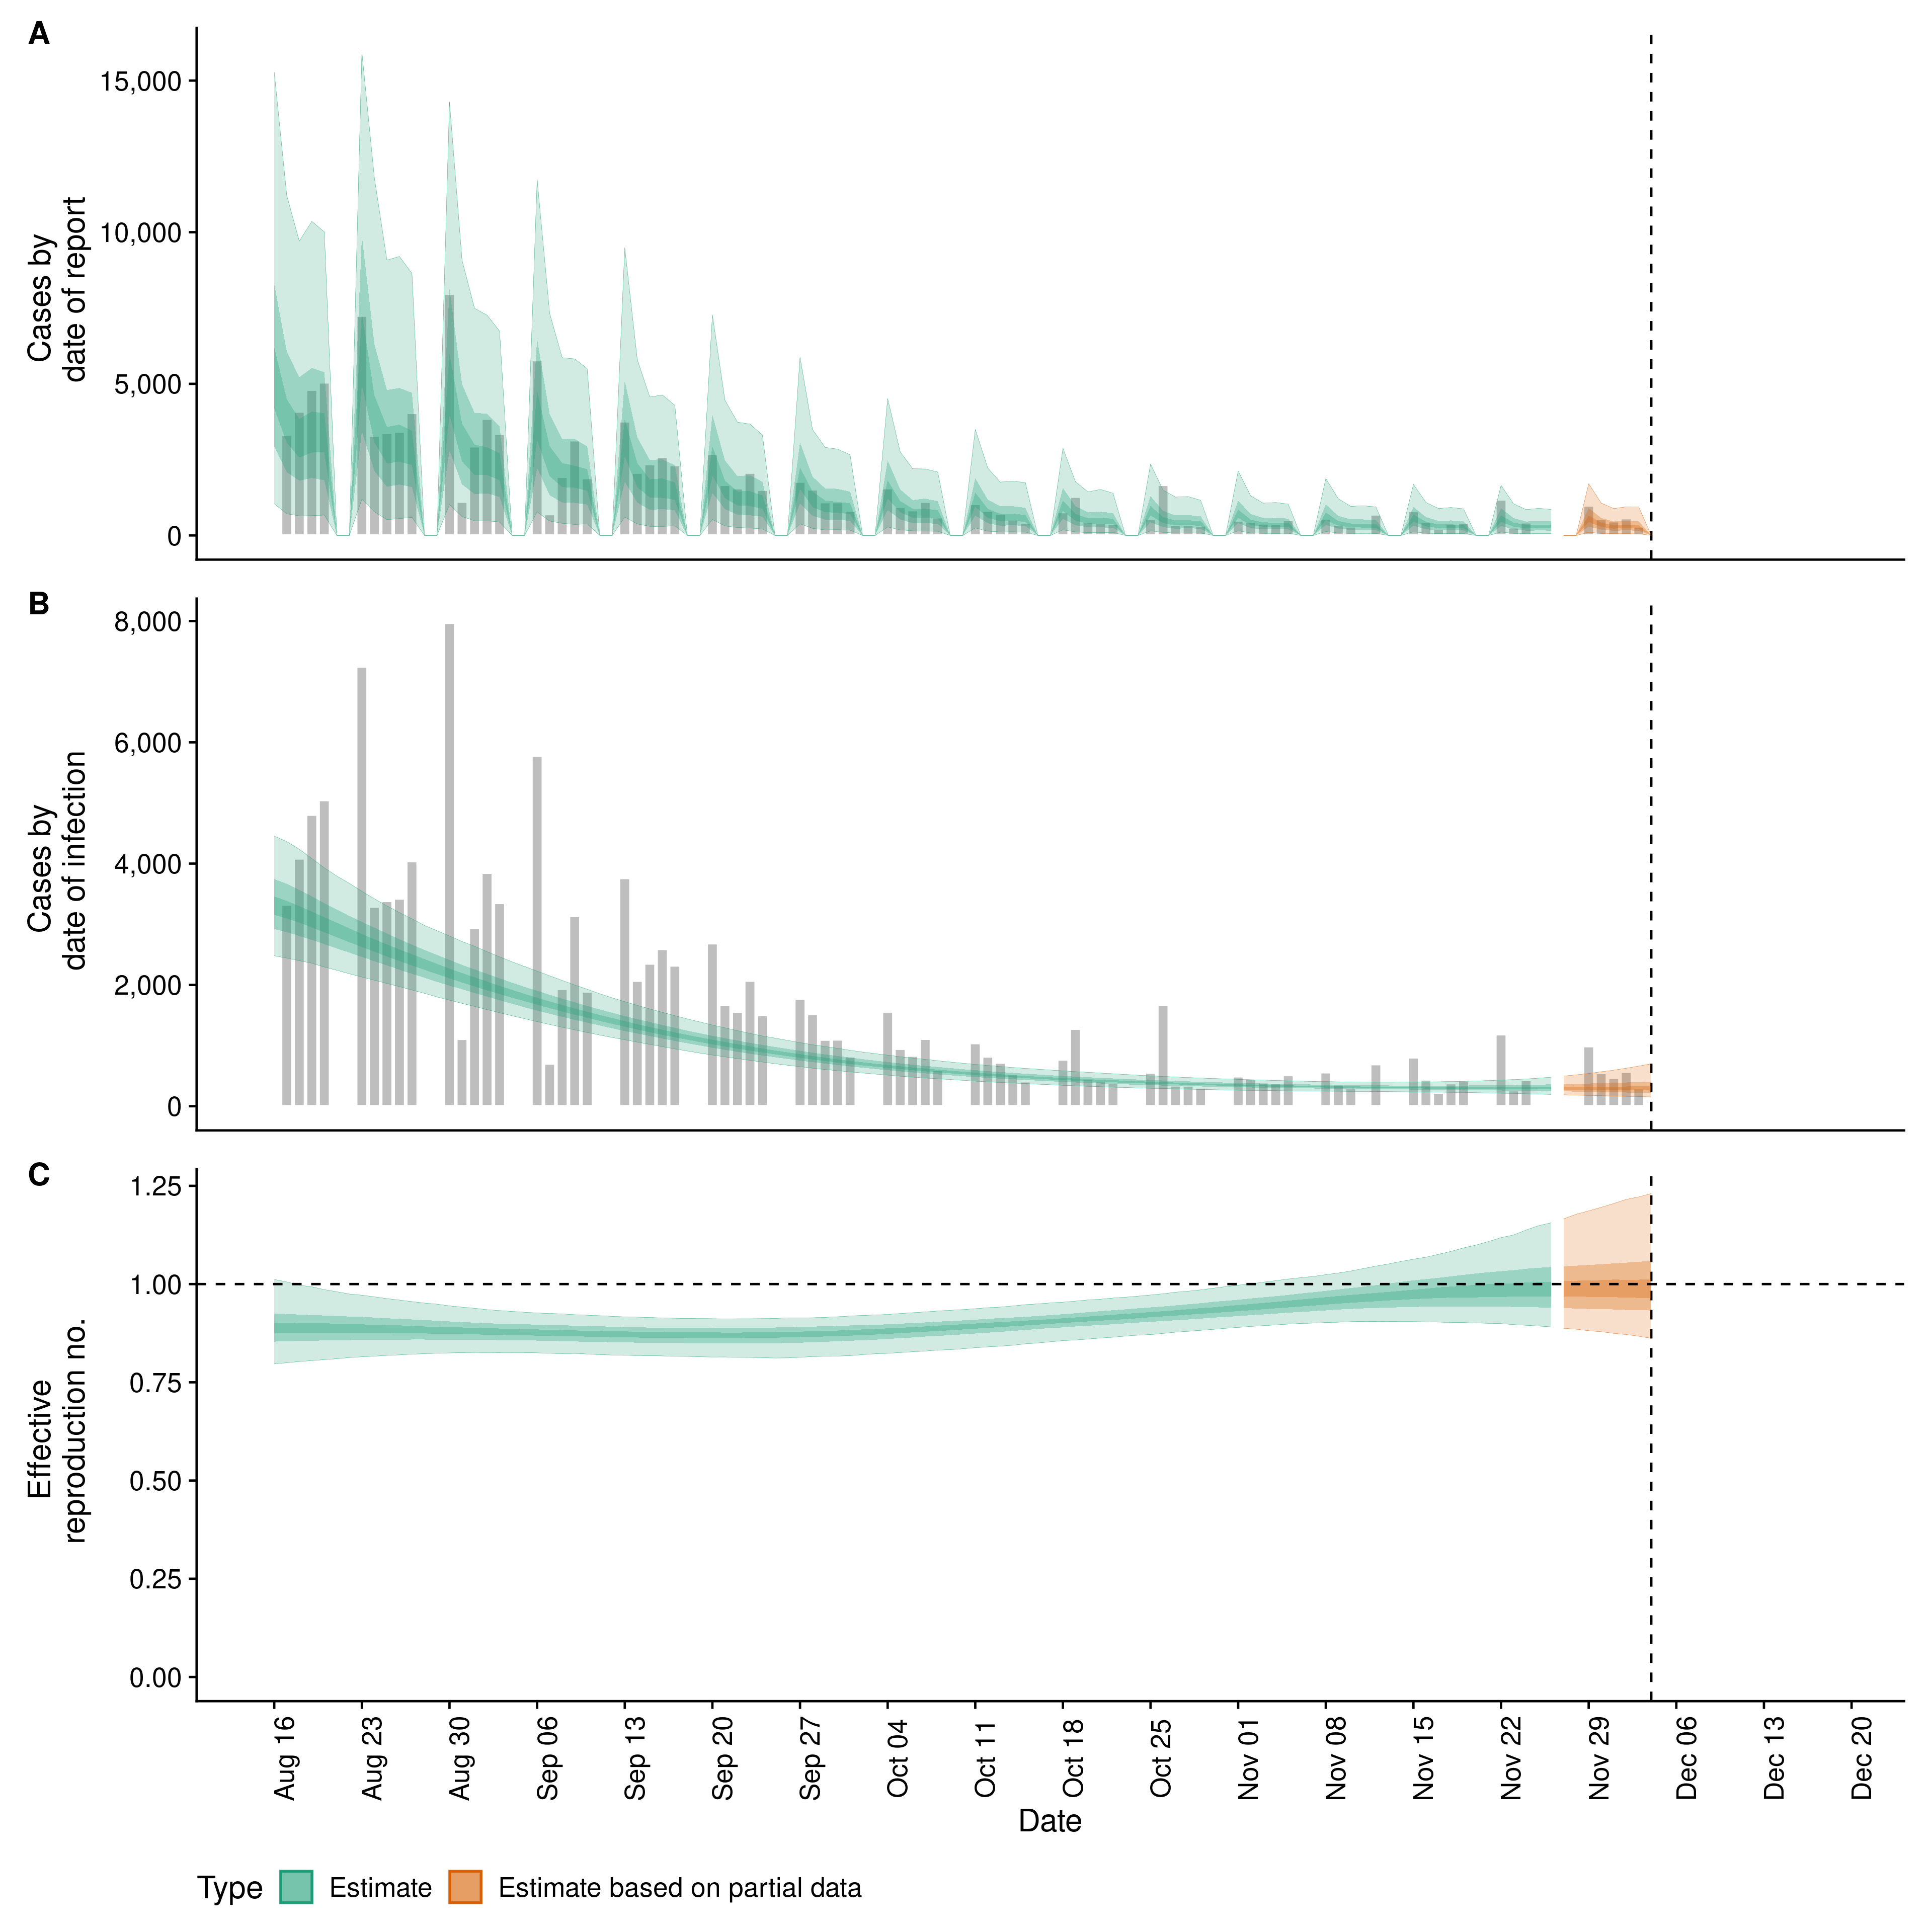 A
Cases by
date of report
15,000
10,000
5,000
0
B
Cases by
date of infection
8,000
6,000
4,000
2,000
0
C
Effective
reproduction no.
1.25
1.00
0.75
0.50
0.25
0.00
Aug 16
Aug 23
Aug 30
Sep 06
Sep 13
Sep 20
Sep 27
Oct 04
Oct 11
Oct 18
Oct 25
Nov 01
Nov 08
Nov 15
Nov 22
Nov 29
Dec 06
Dec 13
Dec 20
Date
Type Estimate Estimate based on partial data